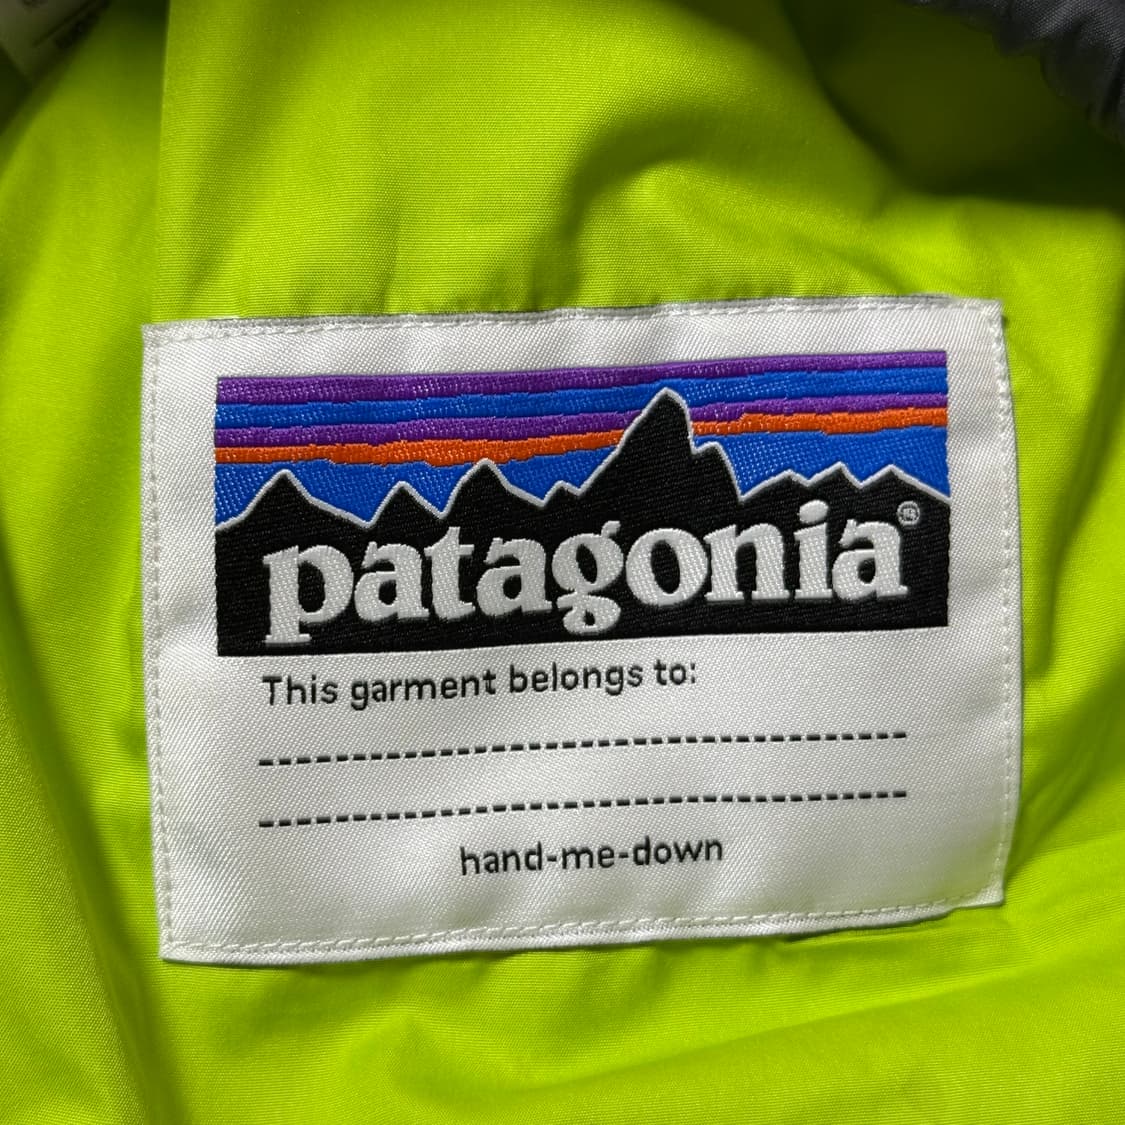 patagonia®
This garment belongs to:
hand-me-down